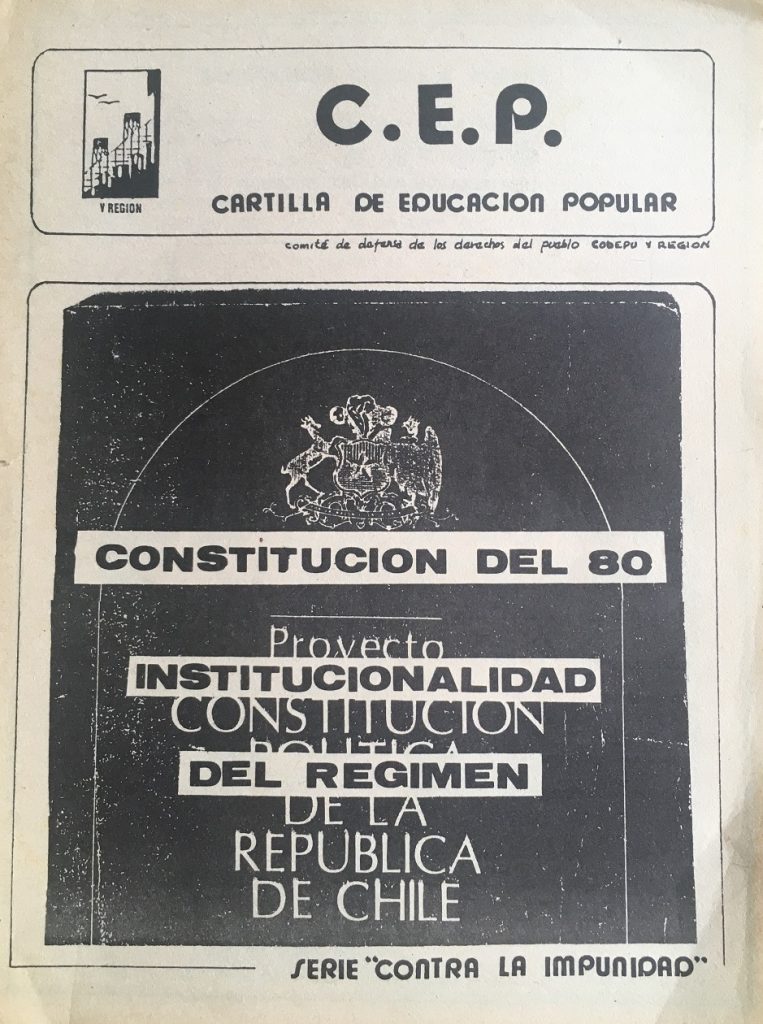 C.E.P.
V REGION
CARTILLA DE EDUCACION POPULAR
comité de defensa de los derechos del pueblo CODEPU V REGION
CONSTITUCION DEL 80
Proyecto
INSTITUCIONALIDAD
CONSTITUCION
POLITICA
DEL REGIMEN
DE LA
REPUBLICA
DE CHILE
SERIE "CONTRA LA IMPUNIDAD"